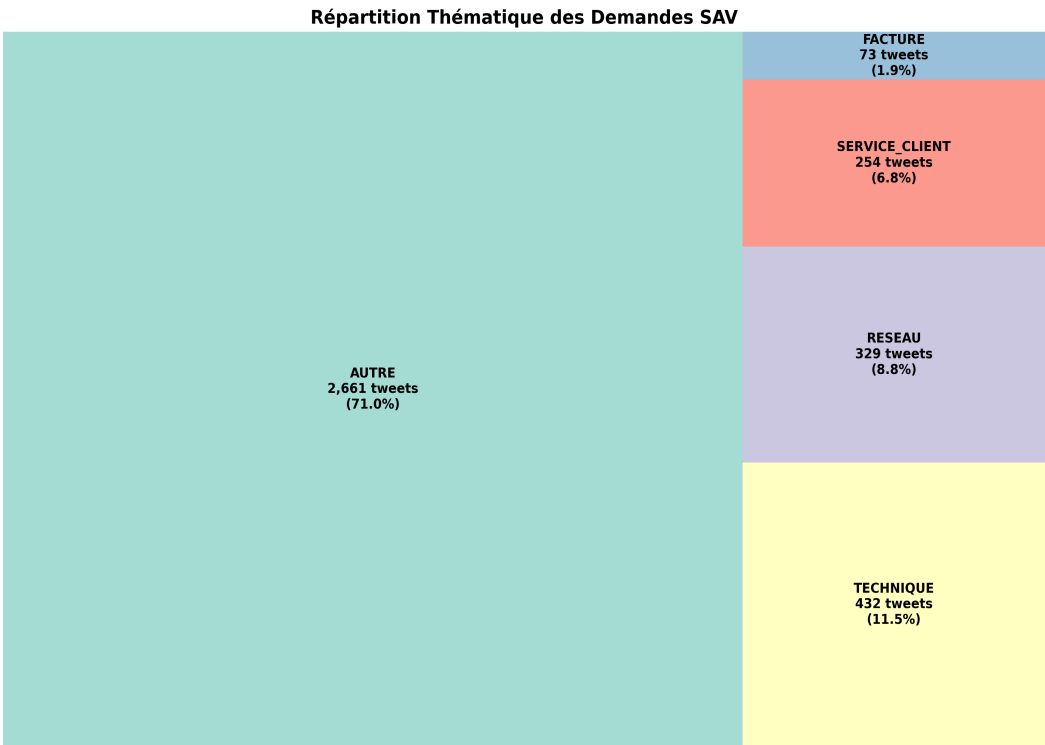 Répartition Thématique des Demandes SAV
FACTURE
73 tweets
(1.9%)
SERVICE_CLIENT
254 tweets
(6.8%)
RESEAU
329 tweets
(8.8%)
AUTRE
2,661 tweets
(71.0%)
TECHNIQUE
432 tweets
(11.5%)